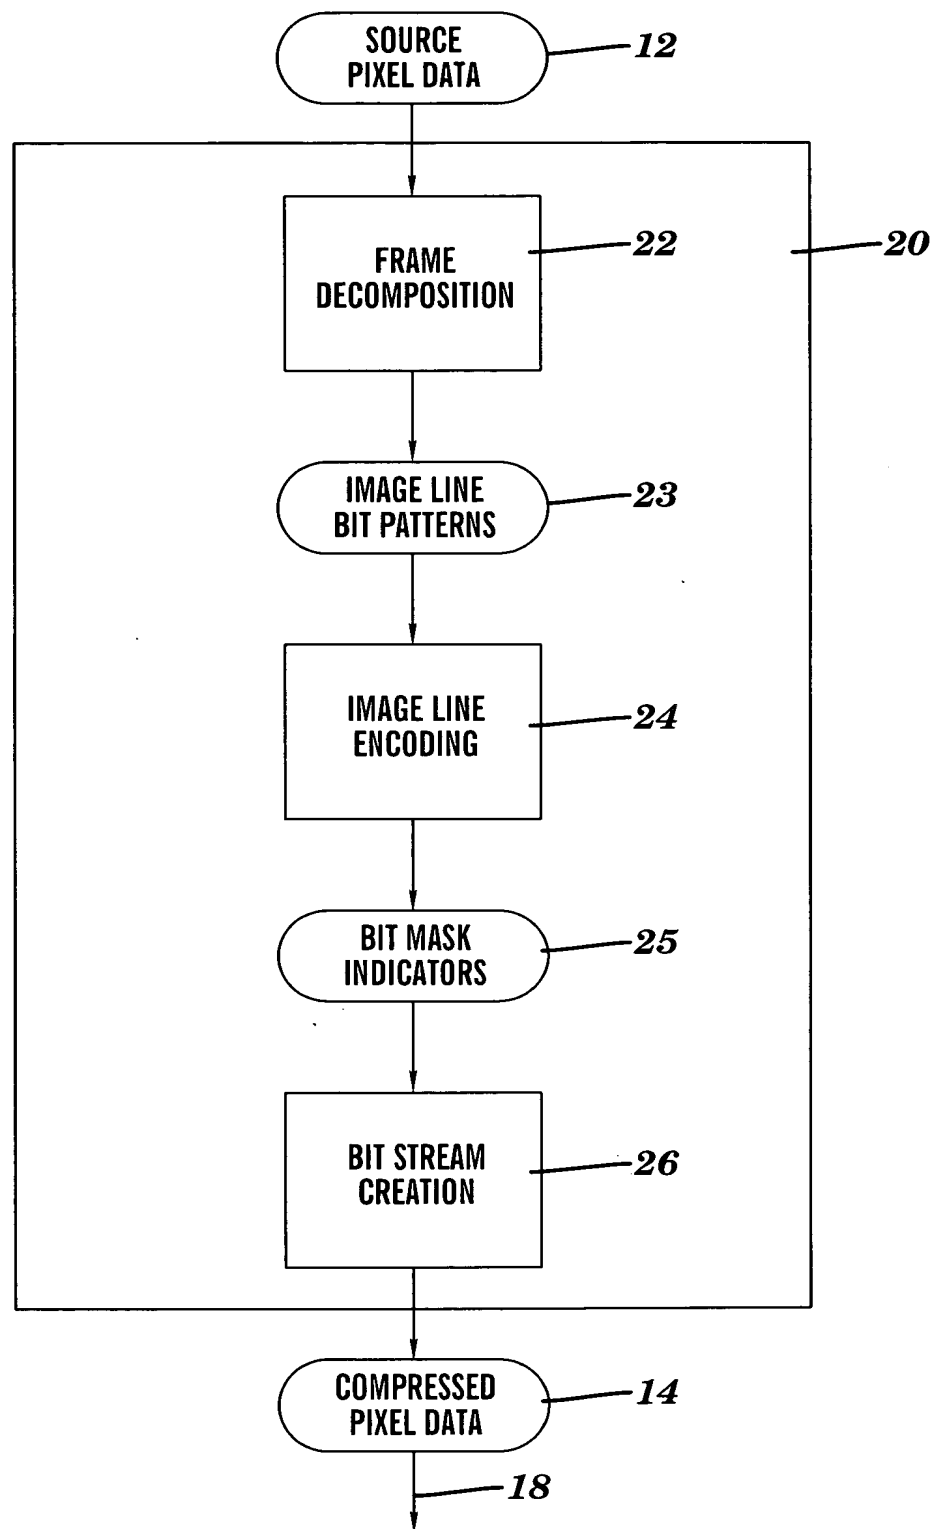 SOURCE
PIXEL DATA
12
FRAME
DECOMPOSITION
22
20
IMAGE LINE
BIT PATTERNS
23
IMAGE LINE
ENCODING
24
BIT MASK
INDICATORS
25
BIT STREAM
CREATION
26
COMPRESSED
PIXEL DATA
14
18